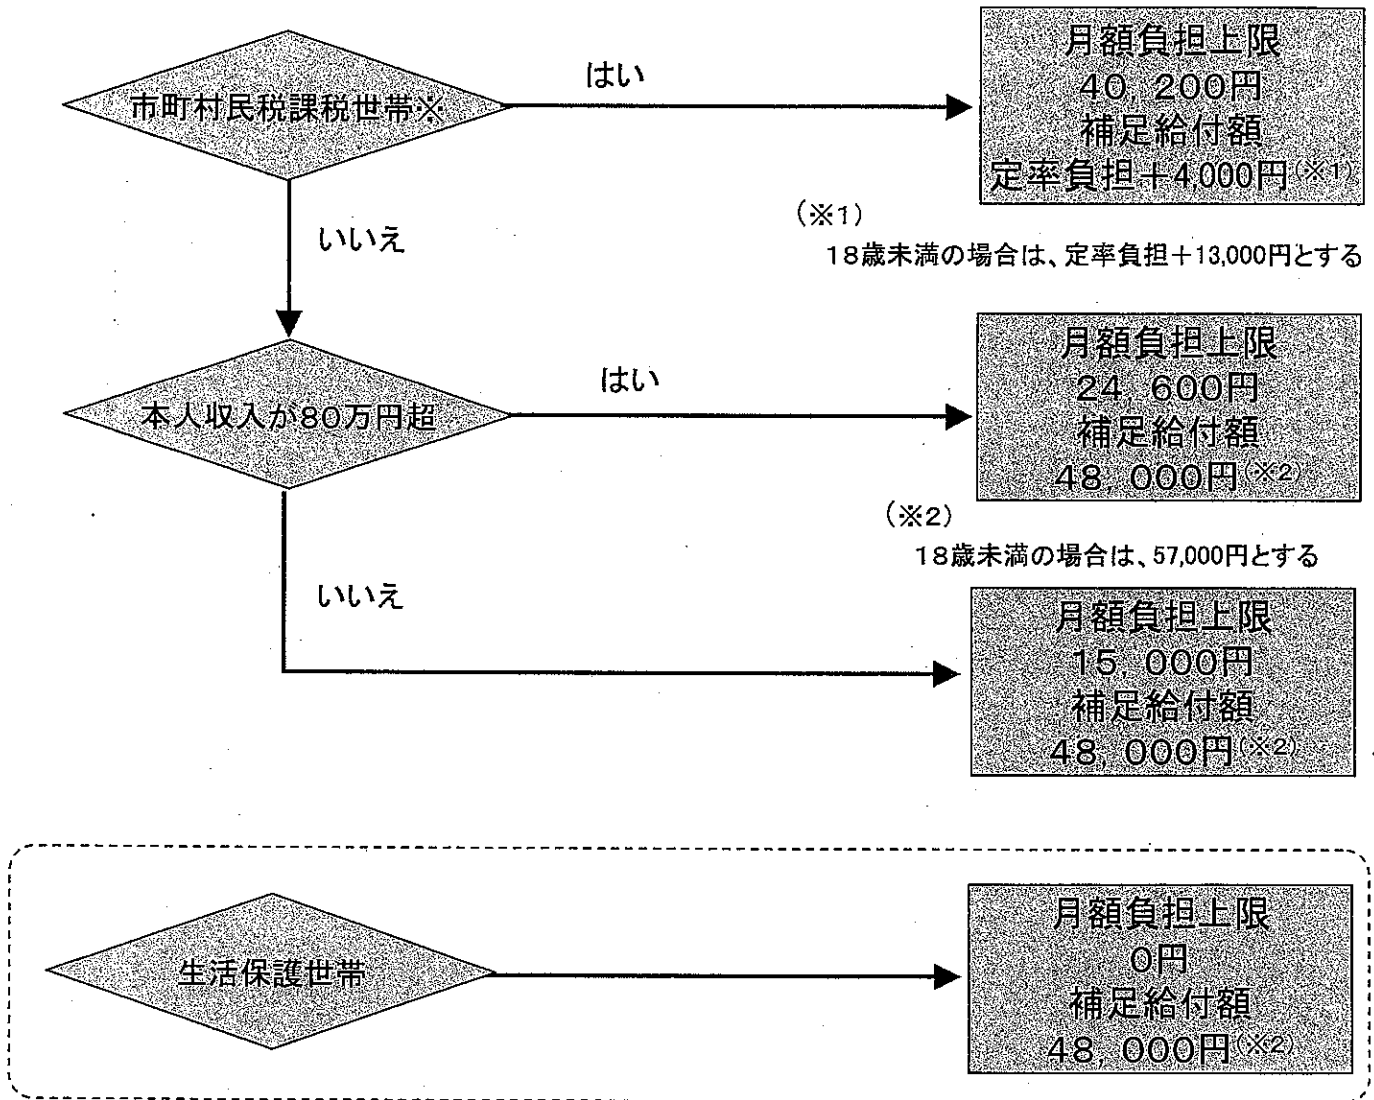 市町村民税課税世帯※
はい
月額負担上限
40,200円
補足給付額
定率負担+4,000円(※1)
いいえ
(※1)
18歳未満の場合は、定率負担+13,000円とする
本人収入が80万円超
はい
月額負担上限
24,600円
補足給付額
48,000円(※2)
(※2)
18歳未満の場合は、57,000円とする
いいえ
月額負担上限
15,000円
補足給付額
48,000円(※2)
生活保護世帯
月額負担上限
0円
補足給付額
48,000円(※2)